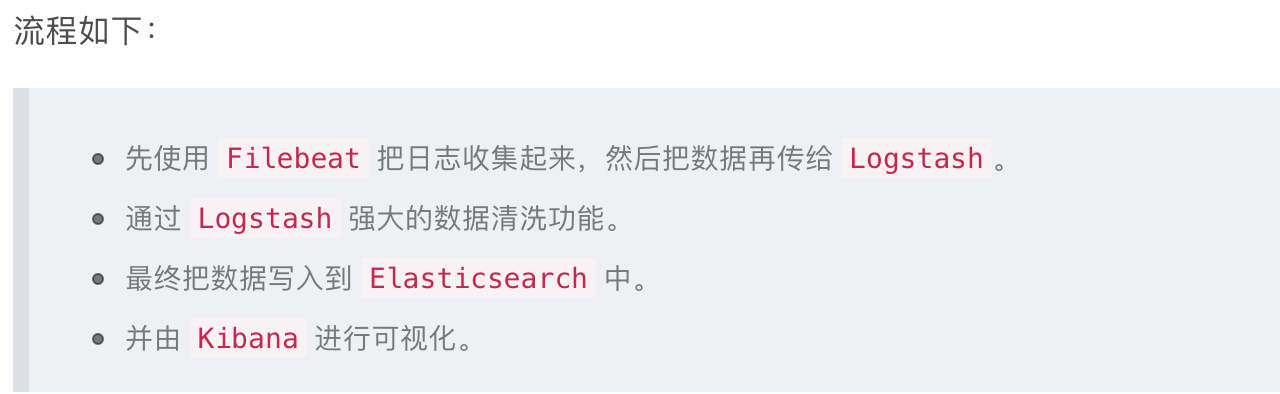 流程如下：
先使用 Filebeat 把日志收集起来，然后把数据再传给 Logstash 。
通过 Logstash 强大的数据清洗功能。
最终把数据写入到 Elasticsearch 中。
并由 Kibana 进行可视化。